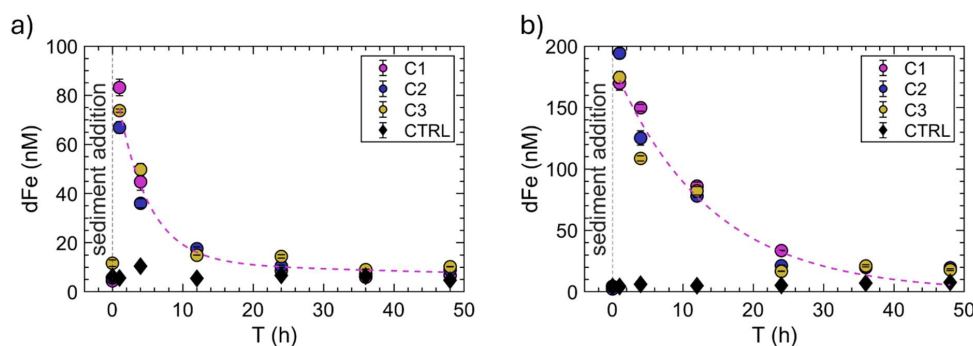 a)
100
80
60
40
20
0
dFe (nM)
sediment addition
C1
C2
C3
CTRL
0 10 20 30 40 50
T (h)
b)
200
150
100
50
0
dFe (nM)
sediment addition
C1
C2
C3
CTRL
0 10 20 30 40 50
T (h)